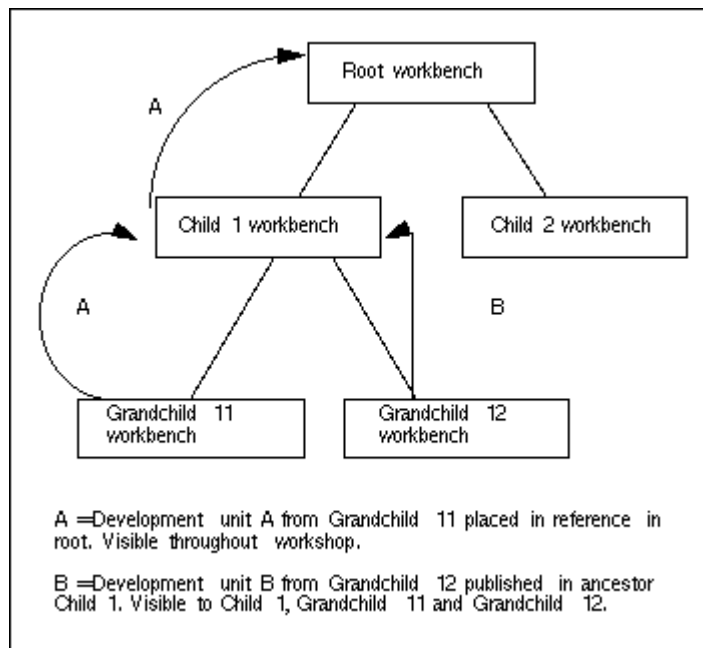 Root workbench
A
Child 1 workbench
Child 2 workbench
A
B
Grandchild 11
workbench
Grandchild 12
workbench
A =Development unit A from Grandchild 11 placed in reference in
root. Visible throughout workshop.
B =Development unit B from Grandchild 12 published in ancestor
Child 1. Visible to Child 1, Grandchild 11 and Grandchild 12.